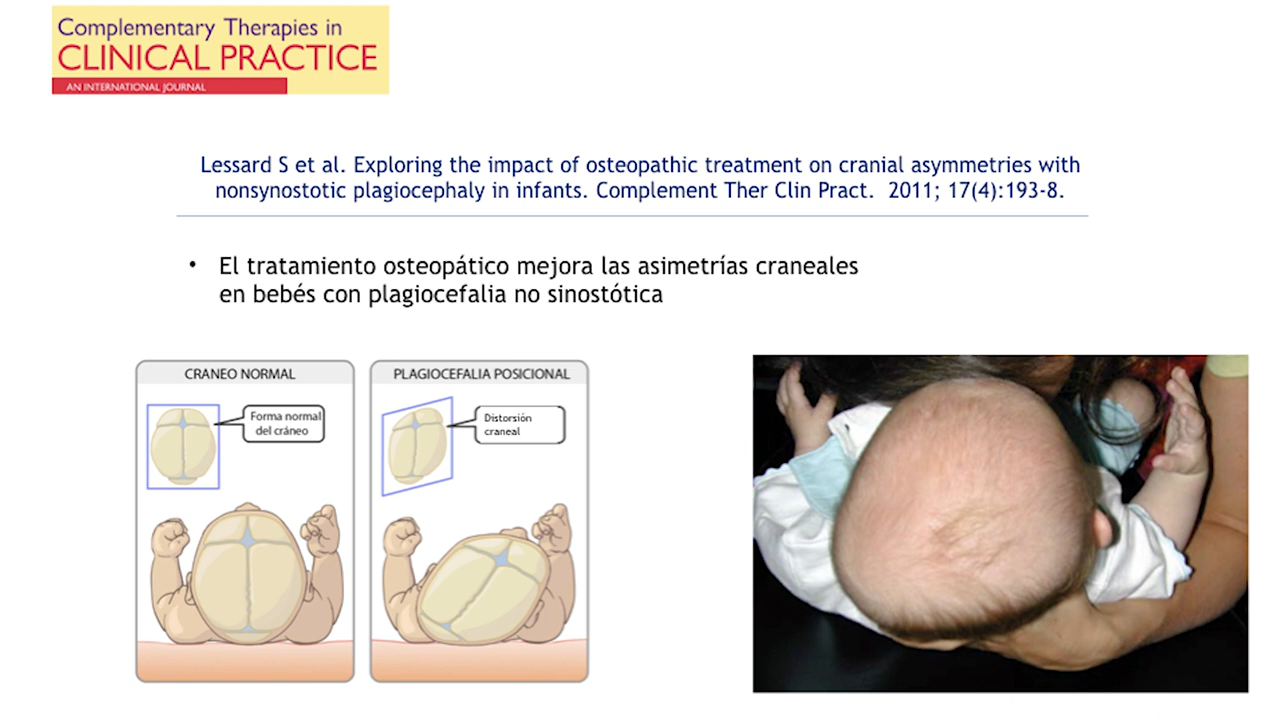 Complementary Therapies in
CLINICAL PRACTICE
AN INTERNATIONAL JOURNAL
Lessard S et al. Exploring the impact of osteopathic treatment on cranial asymmetries with
nonsynostotic plagiocephaly in infants. Complement Ther Clin Pract.  2011; 17(4):193-8.
• El tratamiento osteopático mejora las asimetrías craneales
en bebés con plagiocefalia no sinostótica
CRANEO NORMAL
Forma normal
del cráneo
PLAGIOCEFALIA POSICIONAL
Distorsión
craneal